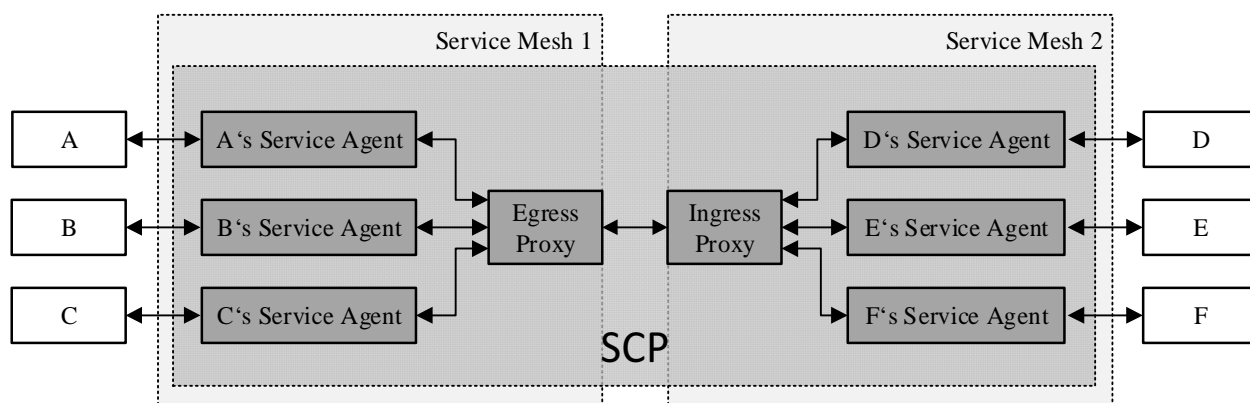 Service Mesh 1
Service Mesh 2
A
A‘s Service Agent
D‘s Service Agent
D
B
B‘s Service Agent
Egress
Proxy
Ingress
Proxy
E‘s Service Agent
E
C
C‘s Service Agent
F‘s Service Agent
F
SCP